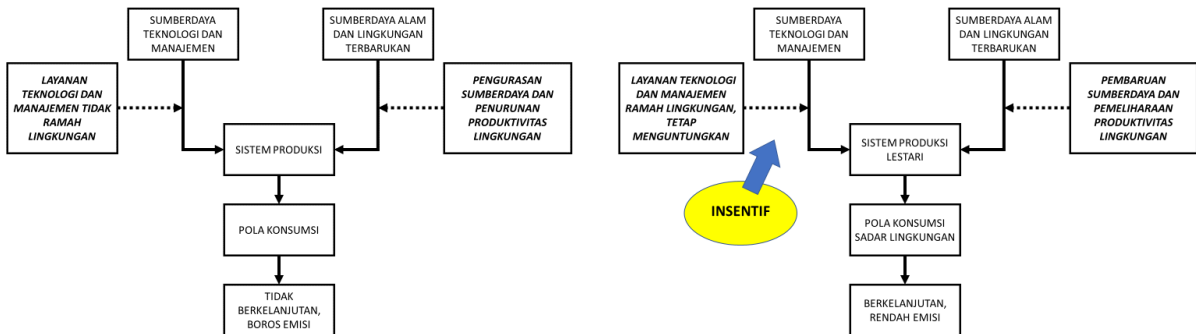 SUMBERDAYA
TEKNOLOGI DAN
MANAJEMEN
SUMBERDAYA ALAM
DAN LINGKUNGAN
TERBARUKAN
LAYANAN
TEKNOLOGI DAN
MANAJEMEN TIDAK
RAMAH
LINGKUNGAN
PENGURASAN
SUMBERDAYA DAN
PENURUNAN
PRODUKTIVITAS
LINGKUNGAN
SISTEM PRODUKSI
POLA KONSUMSI
TIDAK
BERKELANJUTAN,
BOROS EMISI
SUMBERDAYA
TEKNOLOGI DAN
MANAJEMEN
SUMBERDAYA ALAM
DAN LINGKUNGAN
TERBARUKAN
LAYANAN TEKNOLOGI
DAN MANAJEMEN
RAMAH LINGKUNGAN,
TETAP
MENGUNTUNGKAN
PEMBARUAN
SUMBERDAYA DAN
PEMELIHARAAN
PRODUKTIVITAS
LINGKUNGAN
SISTEM PRODUKSI
LESTARI
INSENTIF
POLA KONSUMSI
SADAR LINGKUNGAN
BERKELANJUTAN,
RENDAH EMISI